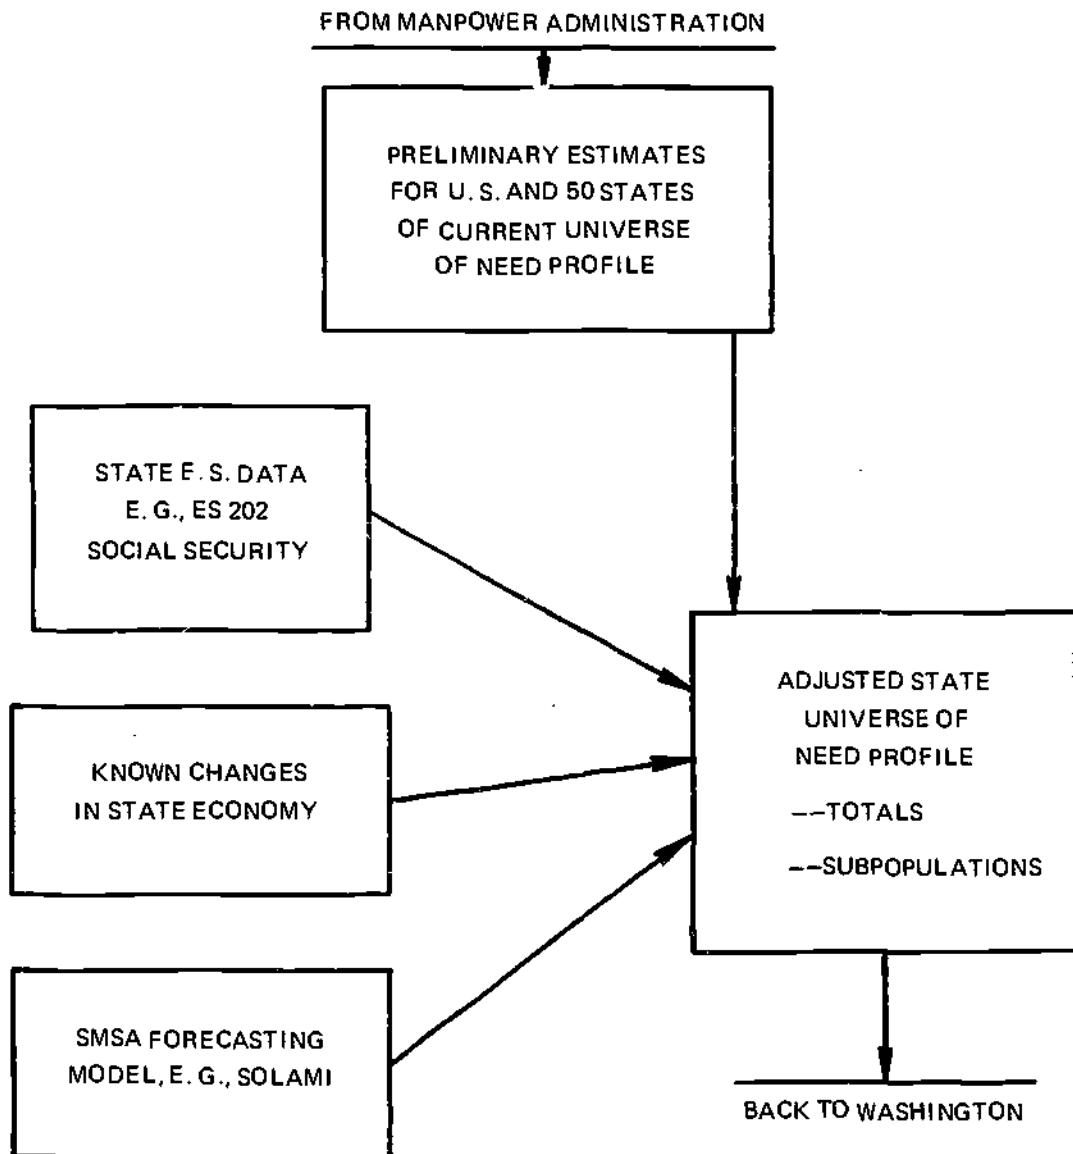 FROM MANPOWER ADMINISTRATION
PRELIMINARY ESTIMATES
FOR U.S. AND 50 STATES
OF CURRENT UNIVERSE
OF NEED PROFILE
STATE E.S. DATA
E.G., ES 202
SOCIAL SECURITY
KNOWN CHANGES
IN STATE ECONOMY
SMSA FORECASTING
MODEL, E.G., SOLAMI
ADJUSTED STATE
UNIVERSE OF
NEED PROFILE
--TOTALS
--SUBPOPULATIONS
BACK TO WASHINGTON